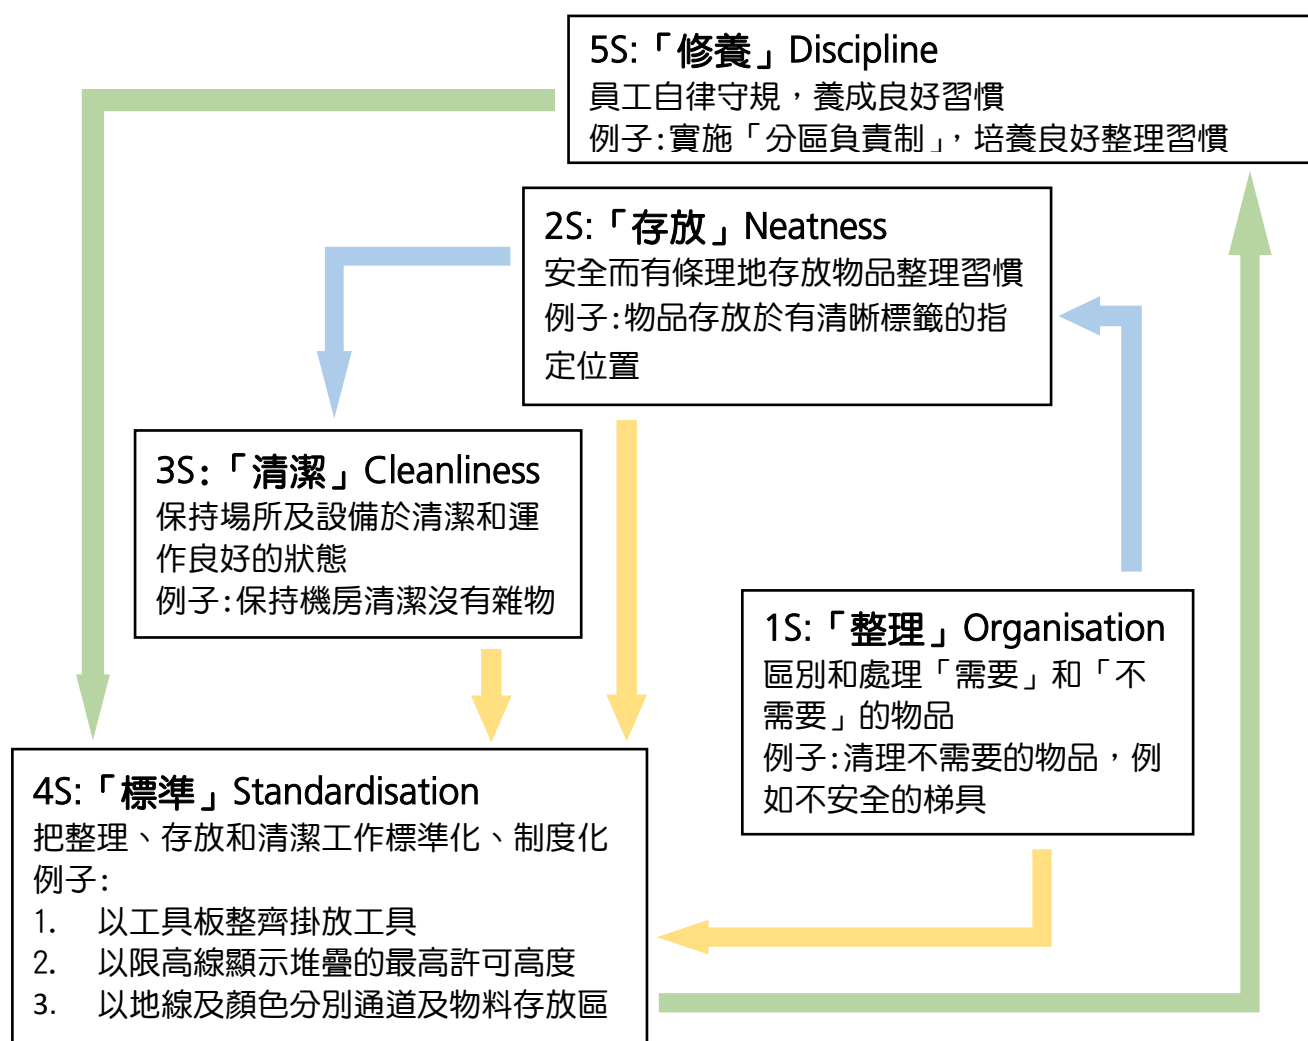 5S:「修養」Discipline
員工自律守規，養成良好習慣
例子:實施「分區負責制」，培養良好整理習慣
2S:「存放」Neatness
安全而有條理地存放物品整理習慣
例子:物品存放於有清晰標籤的指
定位置
3S:「清潔」Cleanliness
保持場所及設備於清潔和運
作良好的狀態
例子:保持機房清潔沒有雜物
1S:「整理」Organisation
區別和處理「需要」和「不
需要」的物品
例子:清理不需要的物品，例
如不安全的梯具
4S:「標準」Standardisation
把整理、存放和清潔工作標準化、制度化
例子:
1. 以工具板整齊掛放工具
2. 以限高線顯示堆疊的最高許可高度
3. 以地線及顏色分別通道及物料存放區